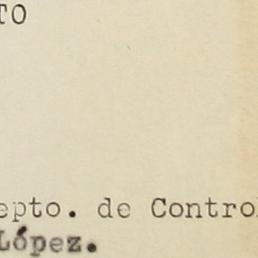 TO
epto. de Contro
López.